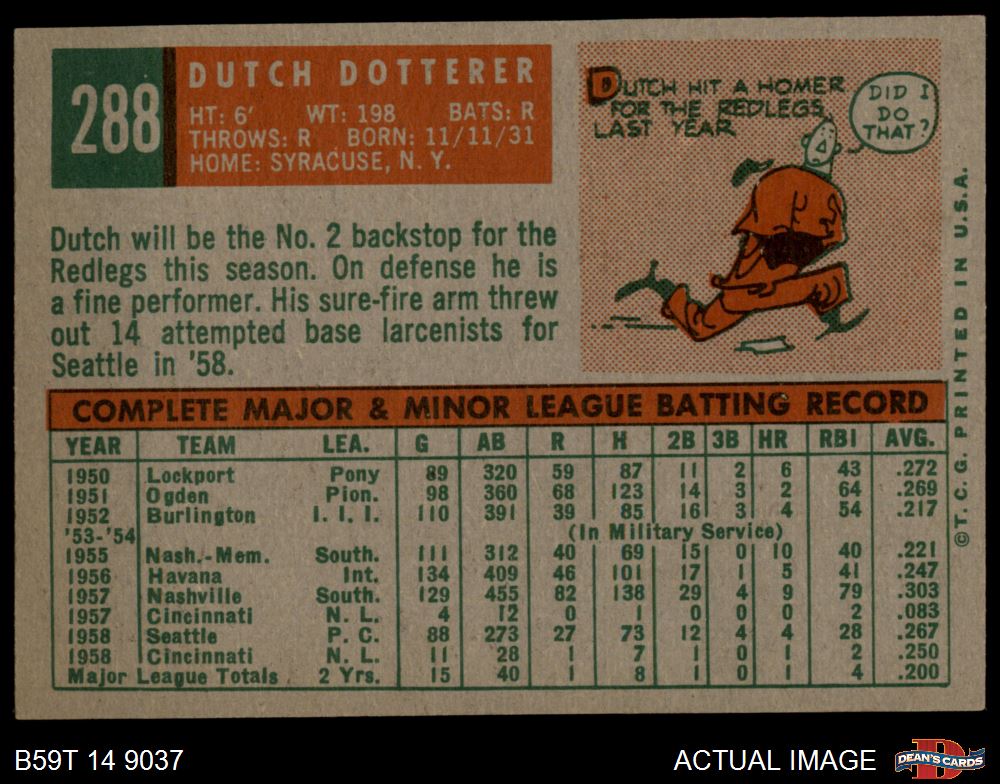 288
DUTCH DOTTERER
HT: 6' WT: 198 BATS: R
THROWS: R BORN: 11/11/31
HOME: SYRACUSE, N. Y.
DUTCH HIT A HOMER
FOR THE REDLEGS
LAST YEAR
DID I
DO
THAT?
Dutch will be the No. 2 backstop for the
Redlegs this season. On defense he is
a fine performer. His sure-fire arm threw
out 14 attempted base larcenists for
Seattle in '58.
COMPLETE MAJOR & MINOR LEAGUE BATTING RECORD
YEAR TEAM LEA. G AB R H 2B 3B HR RBI AVG.
1950 Lockport Pony 89 320 59 87 11 2 6 43 .272
1951 Ogden Pion. 98 360 68 123 14 3 2 64 .269
1952 Burlington I. I. I. 110 391 39 85 16 3 4 54 .217
'53-'54 (In Military Service)
1955 Nash.-Mem. South. 111 312 40 69 15 0 10 40 .221
1956 Havana Int. 134 409 46 101 17 1 5 41 .247
1957 Nashville South. 129 455 82 138 29 4 9 79 .303
1957 Cincinnati N. L. 4 12 0 1 0 0 0 2 .083
1958 Seattle P. C. 88 273 27 73 12 4 4 28 .267
1958 Cincinnati N. L. 11 28 1 7 1 0 1 2 .250
Major League Totals 2 Yrs. 15 40 1 8 1 0 1 4 .200
©T. C. G. PRINTED IN U.S.A.
B59T 14 9037
ACTUAL IMAGE
D
DEAN'S CARDS